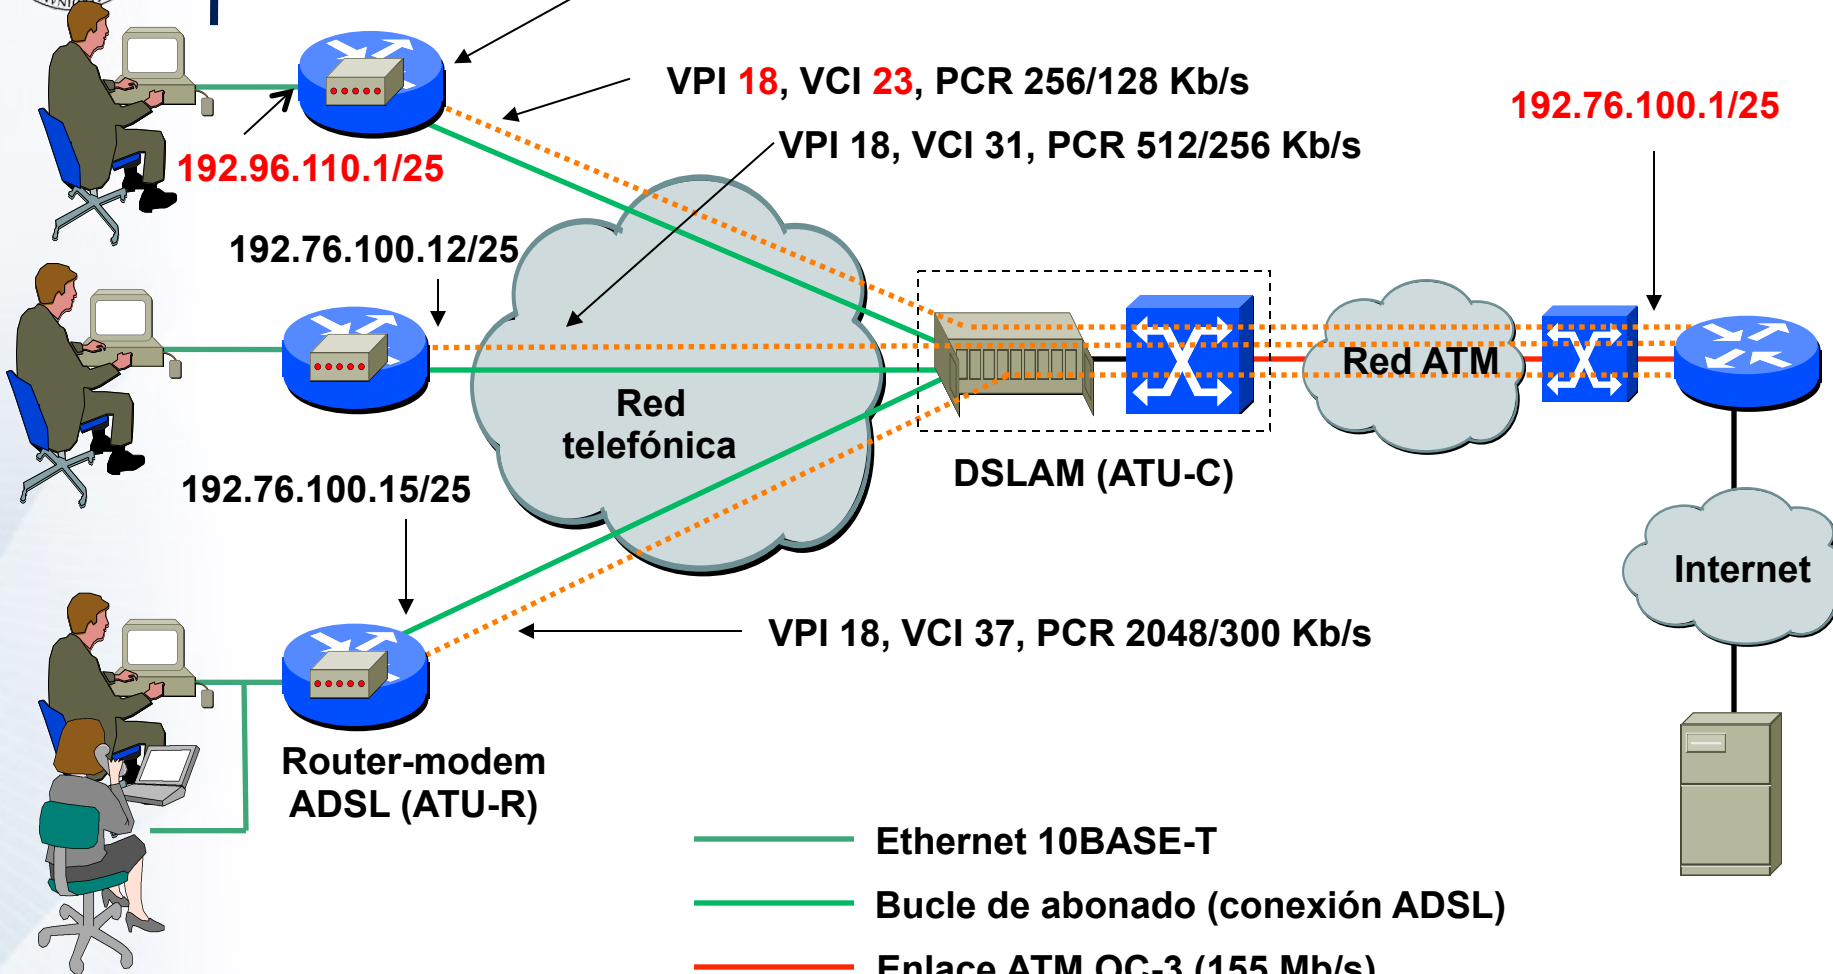 VPI 18, VCI 23, PCR 256/128 Kb/s
192.76.100.1/25
VPI 18, VCI 31, PCR 512/256 Kb/s
192.96.110.1/25
192.76.100.12/25
Red ATM
Red
telefónica
DSLAM (ATU-C)
192.76.100.15/25
Internet
VPI 18, VCI 37, PCR 2048/300 Kb/s
Router-modem
ADSL (ATU-R)
Ethernet 10BASE-T
Bucle de abonado (conexión ADSL)
Enlace ATM OC-3 (155 Mb/s)